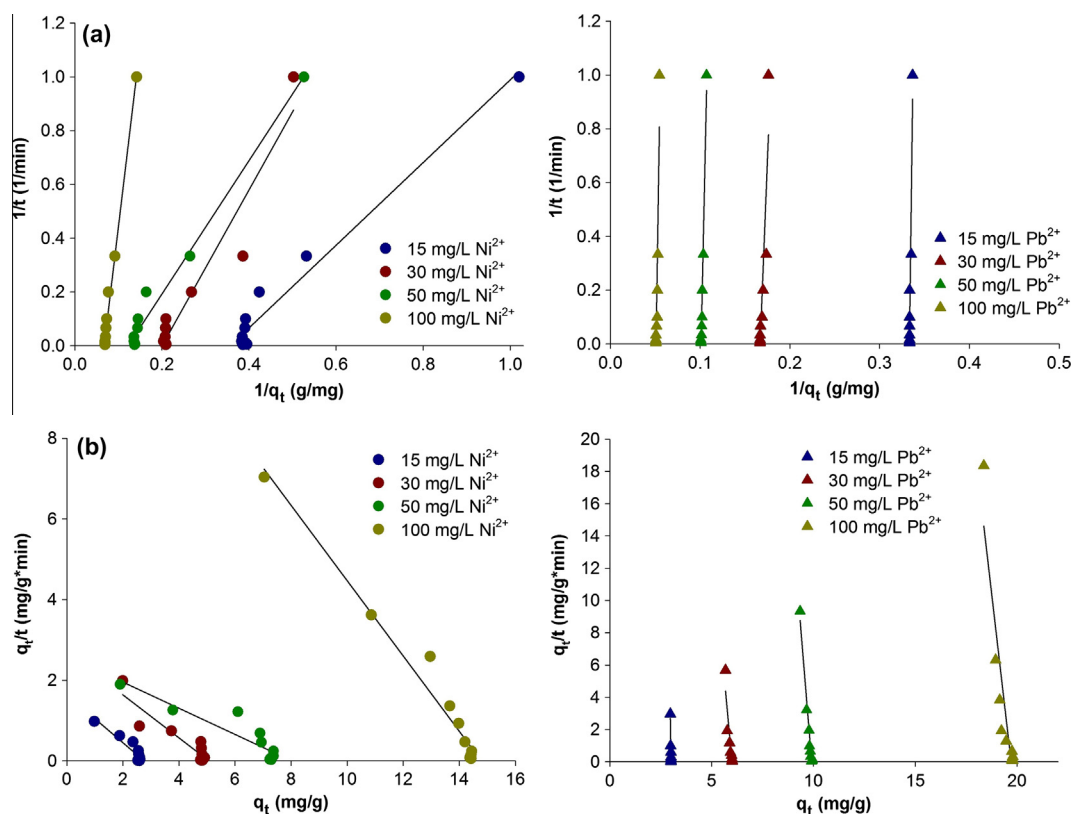 (a)
1.2
1.0
0.8
0.6
0.4
0.2
0.0
1/t (1/min)
0.0 0.2 0.4 0.6 0.8 1.0
1/qt (g/mg)
15 mg/L Ni2+
30 mg/L Ni2+
50 mg/L Ni2+
100 mg/L Ni2+
1.2
1.0
0.8
0.6
0.4
0.2
0.0
1/t (1/min)
0.0 0.1 0.2 0.3 0.4 0.5
1/qt (g/mg)
15 mg/L Pb2+
30 mg/L Pb2+
50 mg/L Pb2+
100 mg/L Pb2+
(b)
8
6
4
2
0
qt/t (mg/g*min)
0 2 4 6 8 10 12 14 16
qt (mg/g)
15 mg/L Ni2+
30 mg/L Ni2+
50 mg/L Ni2+
100 mg/L Ni2+
20
18
16
14
12
10
8
6
4
2
0
qt/t (mg/g*min)
0 5 10 15 20
qt (mg/g)
15 mg/L Pb2+
30 mg/L Pb2+
50 mg/L Pb2+
100 mg/L Pb2+